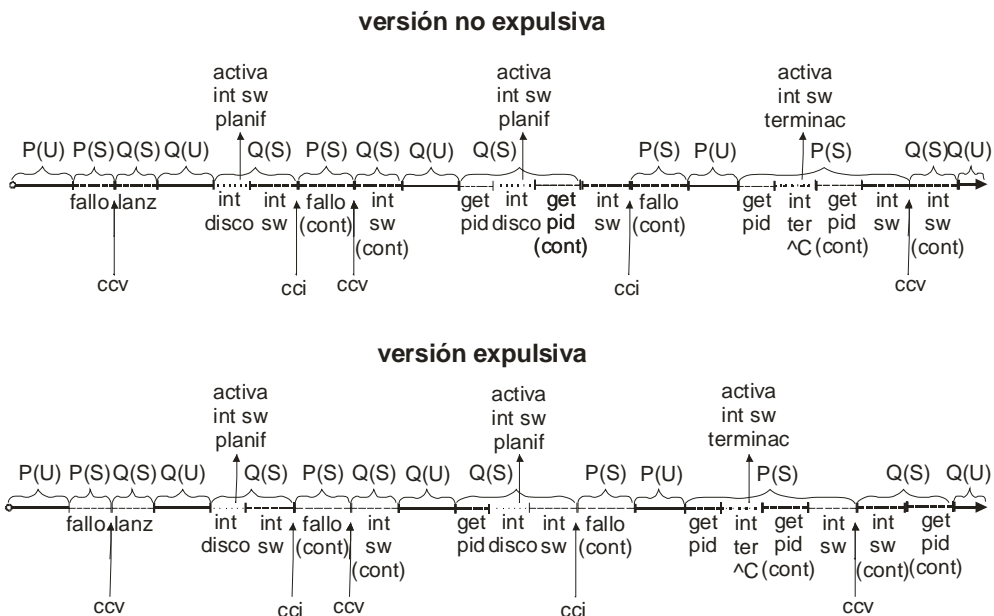 versión no expulsiva
activa activa activa
int sw int sw int sw
planif planif terminac
P(U) P(S) Q(S) Q(U) Q(S) P(S) Q(S) Q(U) Q(S) P(S) P(U) P(S) Q(S) Q(U)
fallo lanz int int fallo int get int get int fallo get int get int int
disco sw (cont) sw pid disco pid sw (cont) pid ter pid sw sw
(cont) (cont) ^C (cont) (cont)
ccv cci ccv cci ccv
versión expulsiva
activa activa activa
int sw int sw int sw
planif planif terminac
P(U) P(S) Q(S) Q(U) Q(S) P(S) Q(S) Q(U) Q(S) P(S) P(U) P(S) Q(S) Q(U)
fallo lanz int int fallo int get int int fallo get int get int int get
disco sw (cont) sw pid disco sw (cont) pid ter pid sw sw pid
(cont) ^C (cont) (cont) (cont)
ccv cci ccv cci ccv